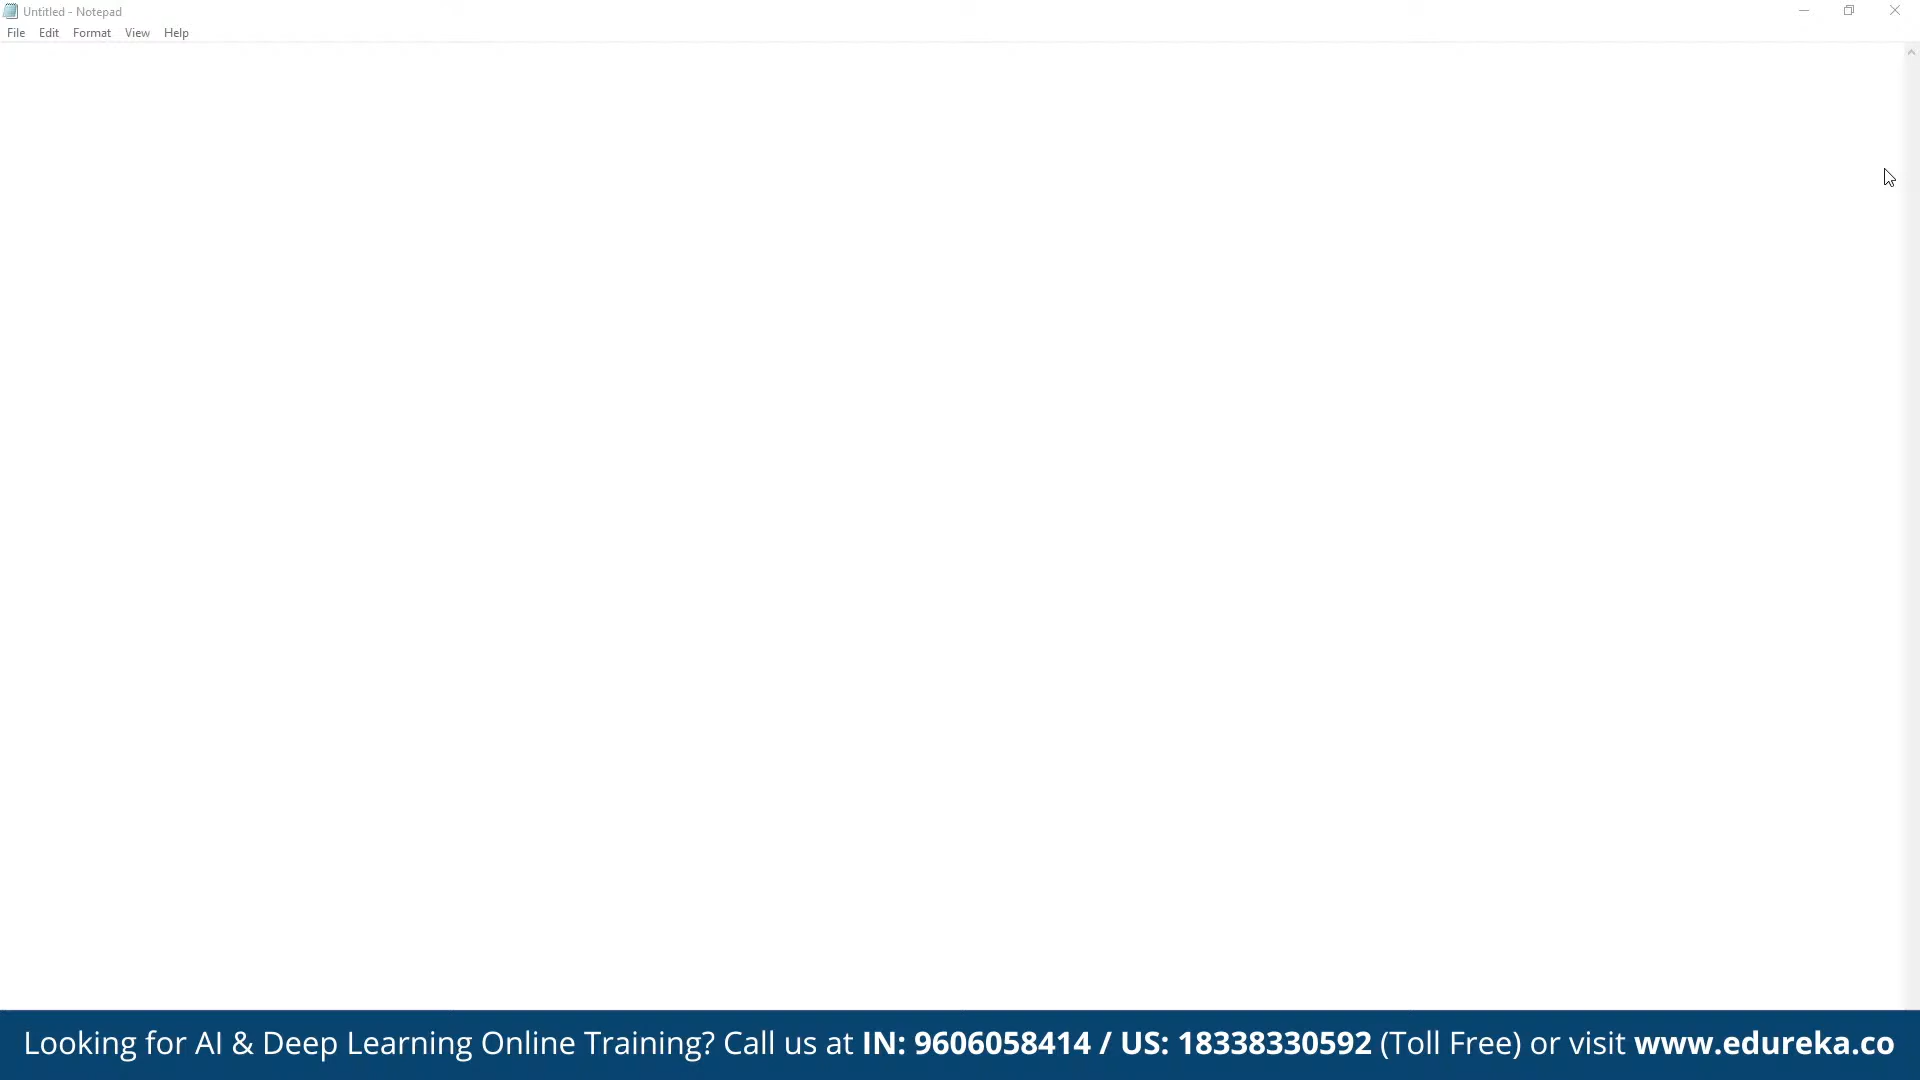 Untitled - Notepad
File Edit Format View Help
Looking for AI & Deep Learning Online Training? Call us at IN: 9606058414 / US: 18338330592 (Toll Free) or visit www.edureka.co